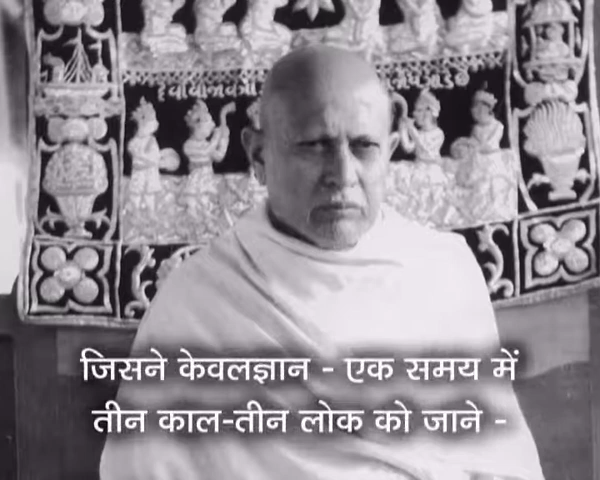 जिसने केवलज्ञान - एक समय में
तीन काल-तीन लोक को जाने -